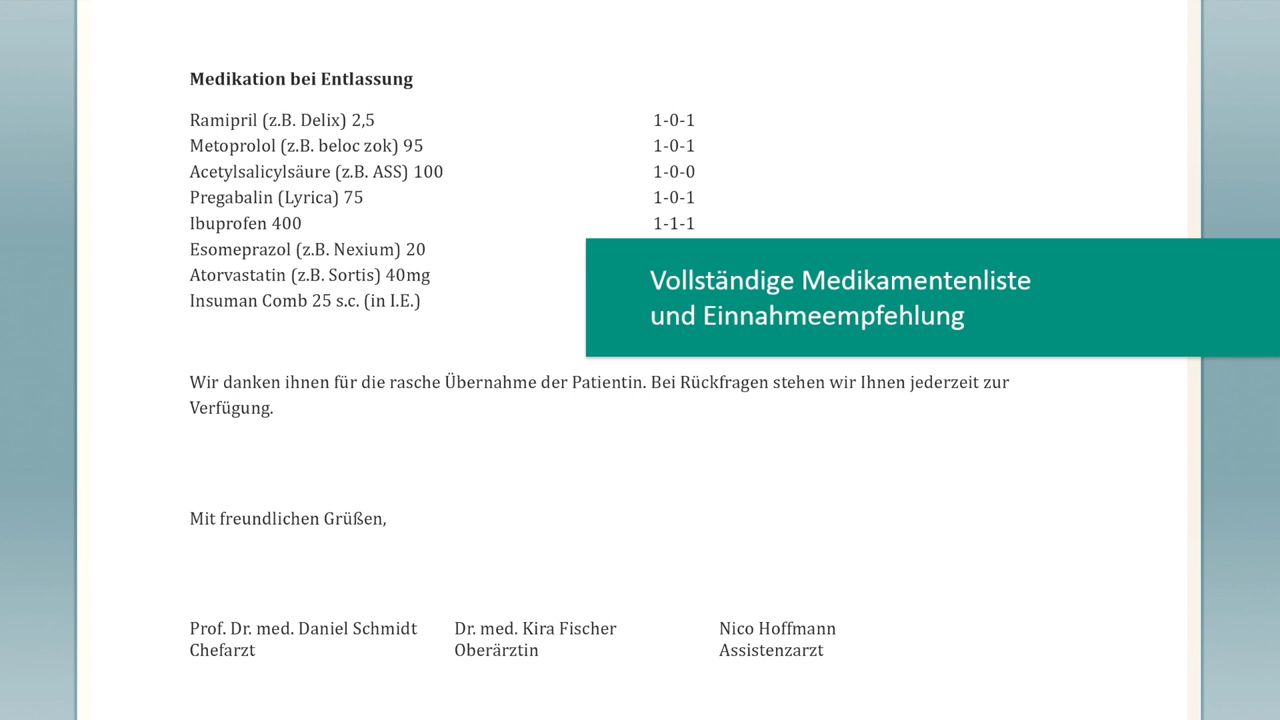 Medikation bei Entlassung
Ramipril (z.B. Delix) 2,5 1-0-1
Metoprolol (z.B. beloc zok) 95 1-0-1
Acetylsalicylsäure (z.B. ASS) 100 1-0-0
Pregabalin (Lyrica) 75 1-0-1
Ibuprofen 400 1-1-1
Esomeprazol (z.B. Nexium) 20
Atorvastatin (z.B. Sortis) 40mg
Insuman Comb 25 s.c. (in I.E.)
Vollständige Medikamentenliste
und Einnahmeempfehlung
Wir danken ihnen für die rasche Übernahme der Patientin. Bei Rückfragen stehen wir Ihnen jederzeit zur
Verfügung.
Mit freundlichen Grüßen,
Prof. Dr. med. Daniel Schmidt Dr. med. Kira Fischer Nico Hoffmann
Chefarzt Oberärztin Assistenzarzt